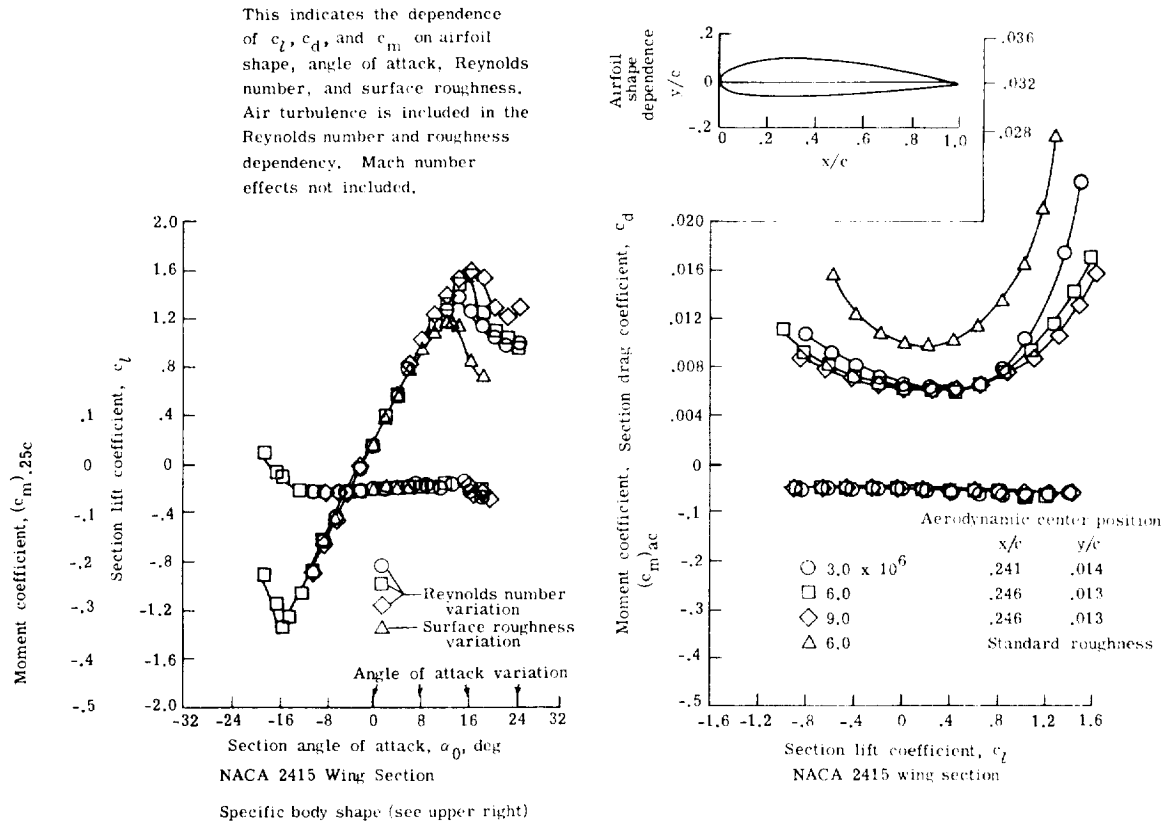 This indicates the dependence
of c_l, c_d, and c_m on airfoil
shape, angle of attack, Reynolds
number, and surface roughness.
Air turbulence is included in the
Reynolds number and roughness
dependency. Mach number
effects not included.
Airfoil
shape
dependence
y/c
.2
0
-.2
0 .2 .4 .6 .8 1.0
x/c
.036
.032
.028
Moment coefficient, (c_m).25c
.1
0
-.1
-.2
-.3
-.4
-.5
Section lift coefficient, c_l
2.0
1.6
1.2
.8
.4
0
-.4
-.8
-1.2
-1.6
-2.0
Reynolds number
variation
Surface roughness
variation
Angle of attack variation
-32 -24 -16 -8 0 8 16 24 32
Section angle of attack, α_0, deg
NACA 2415 Wing Section
Specific body shape (see upper right)
Moment coefficient. Section drag coefficient, c_d
(c_m)ac
.020
.016
.012
.006
.004
0
-.1
-.2
-.3
-.4
-.5
Aerodynamic center position
x/c y/c
3.0 x 10^6 .241 .014
6.0 .246 .013
9.0 .246 .013
6.0 Standard roughness
-1.6 -1.2 -.8 -.4 0 .4 .8 1.2 1.6
Section lift coefficient, c_l
NACA 2415 wing section